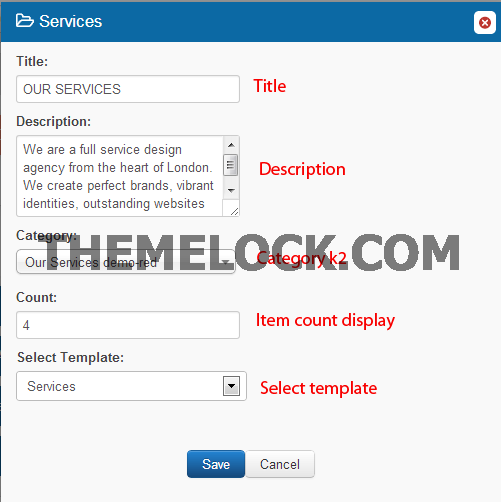 Services
Title:
OUR SERVICES
Title
Description:
We are a full service design
agency from the heart of London.
We create perfect brands, vibrant
identities, outstanding websites
Description
Category:
Our Services demo-red
Category k2
THEMELOCK.COM
Count:
4
Item count display
Select Template:
Services
Select template
Save
Cancel